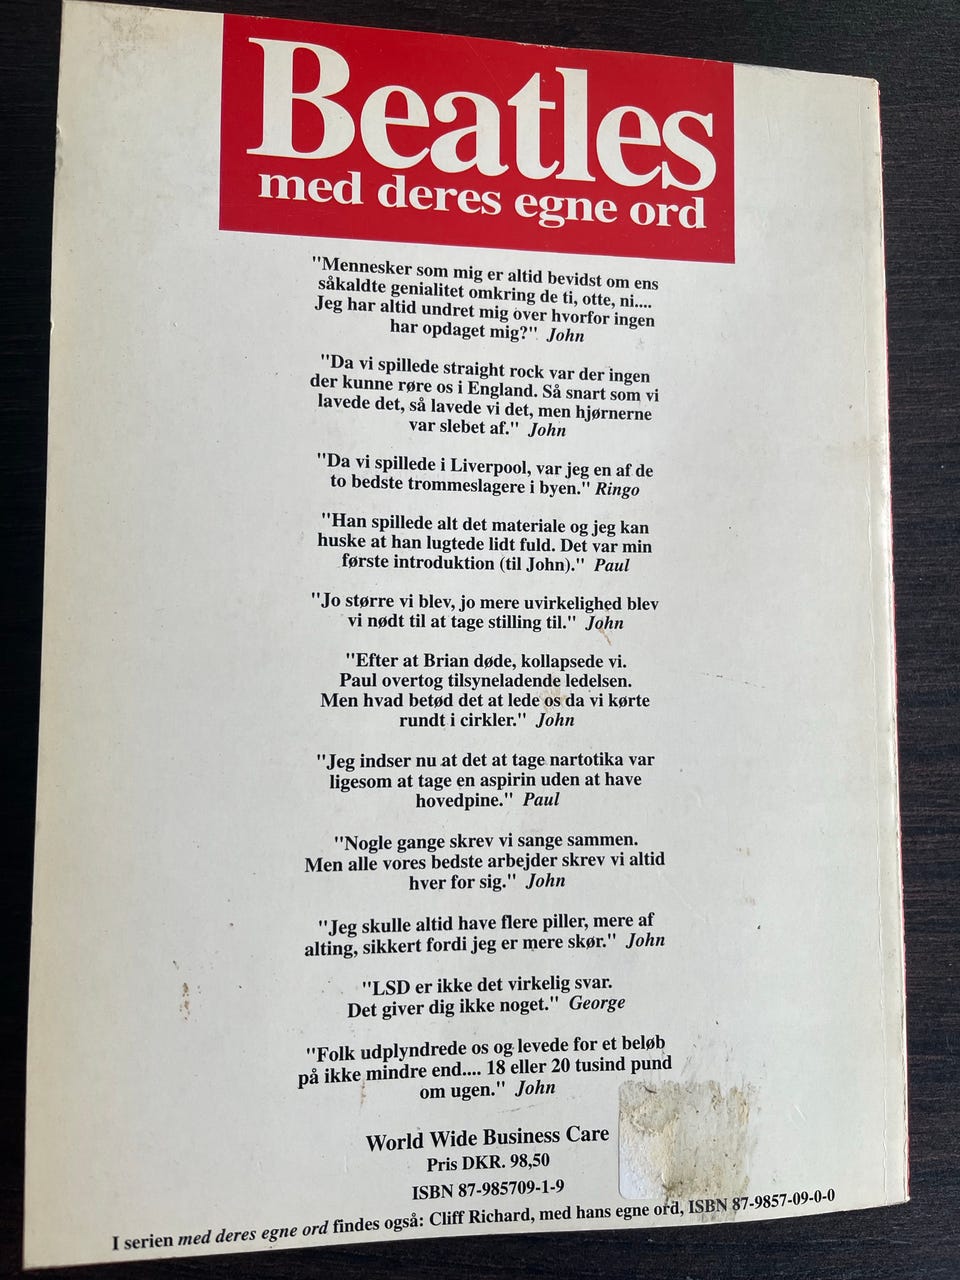 Beatles
med deres egne ord
"Mennesker som mig er altid bevidst om ens
såkaldte genialitet omkring de ti, otte, ni....
Jeg har altid undret mig over hvorfor ingen
har opdaget mig?" John
"Da vi spillede straight rock var der ingen
der kunne røre os i England. Så snart som vi
lavede det, så lavede vi det, men hjørnerne
var slebet af." John
"Da vi spillede i Liverpool, var jeg en af de
to bedste trommeslagere i byen." Ringo
"Han spillede alt det materiale og jeg kan
huske at han lugtede lidt fuld. Det var min
første introduktion (til John)." Paul
"Jo større vi blev, jo mere uvirkelighed blev
vi nødt til at tage stilling til." John
"Efter at Brian døde, kollapsede vi.
Paul overtog tilsyneladende ledelsen.
Men hvad betød det at lede os da vi kørte
rundt i cirkler." John
"Jeg indser nu at det at tage nartotika var
ligesom at tage en aspirin uden at have
hovedpine." Paul
"Nogle gange skrev vi sange sammen.
Men alle vores bedste arbejder skrev vi altid
hver for sig." John
"Jeg skulle altid have flere piller, mere af
alting, sikkert fordi jeg er mere skør." John
"LSD er ikke det virkelig svar.
Det giver dig ikke noget." George
"Folk udplyndrede os og levede for et beløb
på ikke mindre end.... 18 eller 20 tusind pund
om ugen." John
World Wide Business Care
Pris DKR. 98,50
ISBN 87-985709-1-9
I serien med deres egne ord findes også: Cliff Richard, med hans egne ord, ISBN 87-9857-09-0-0